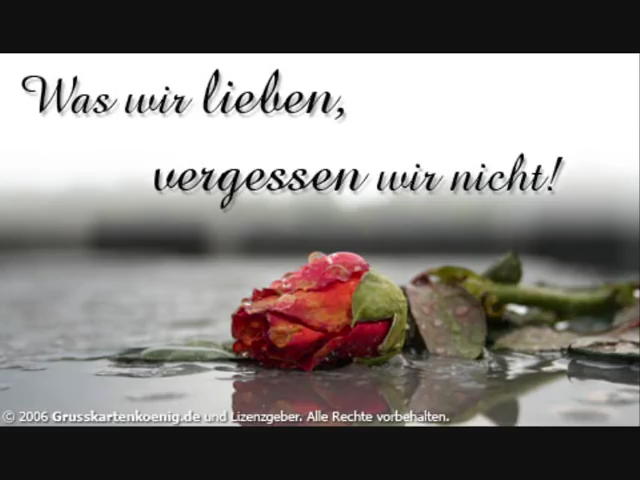 Was wir lieben,
vergessen wir nicht!
© 2006 Grusskartenkoenig.de und Lizenzgeber. Alle Rechte vorbehalten.